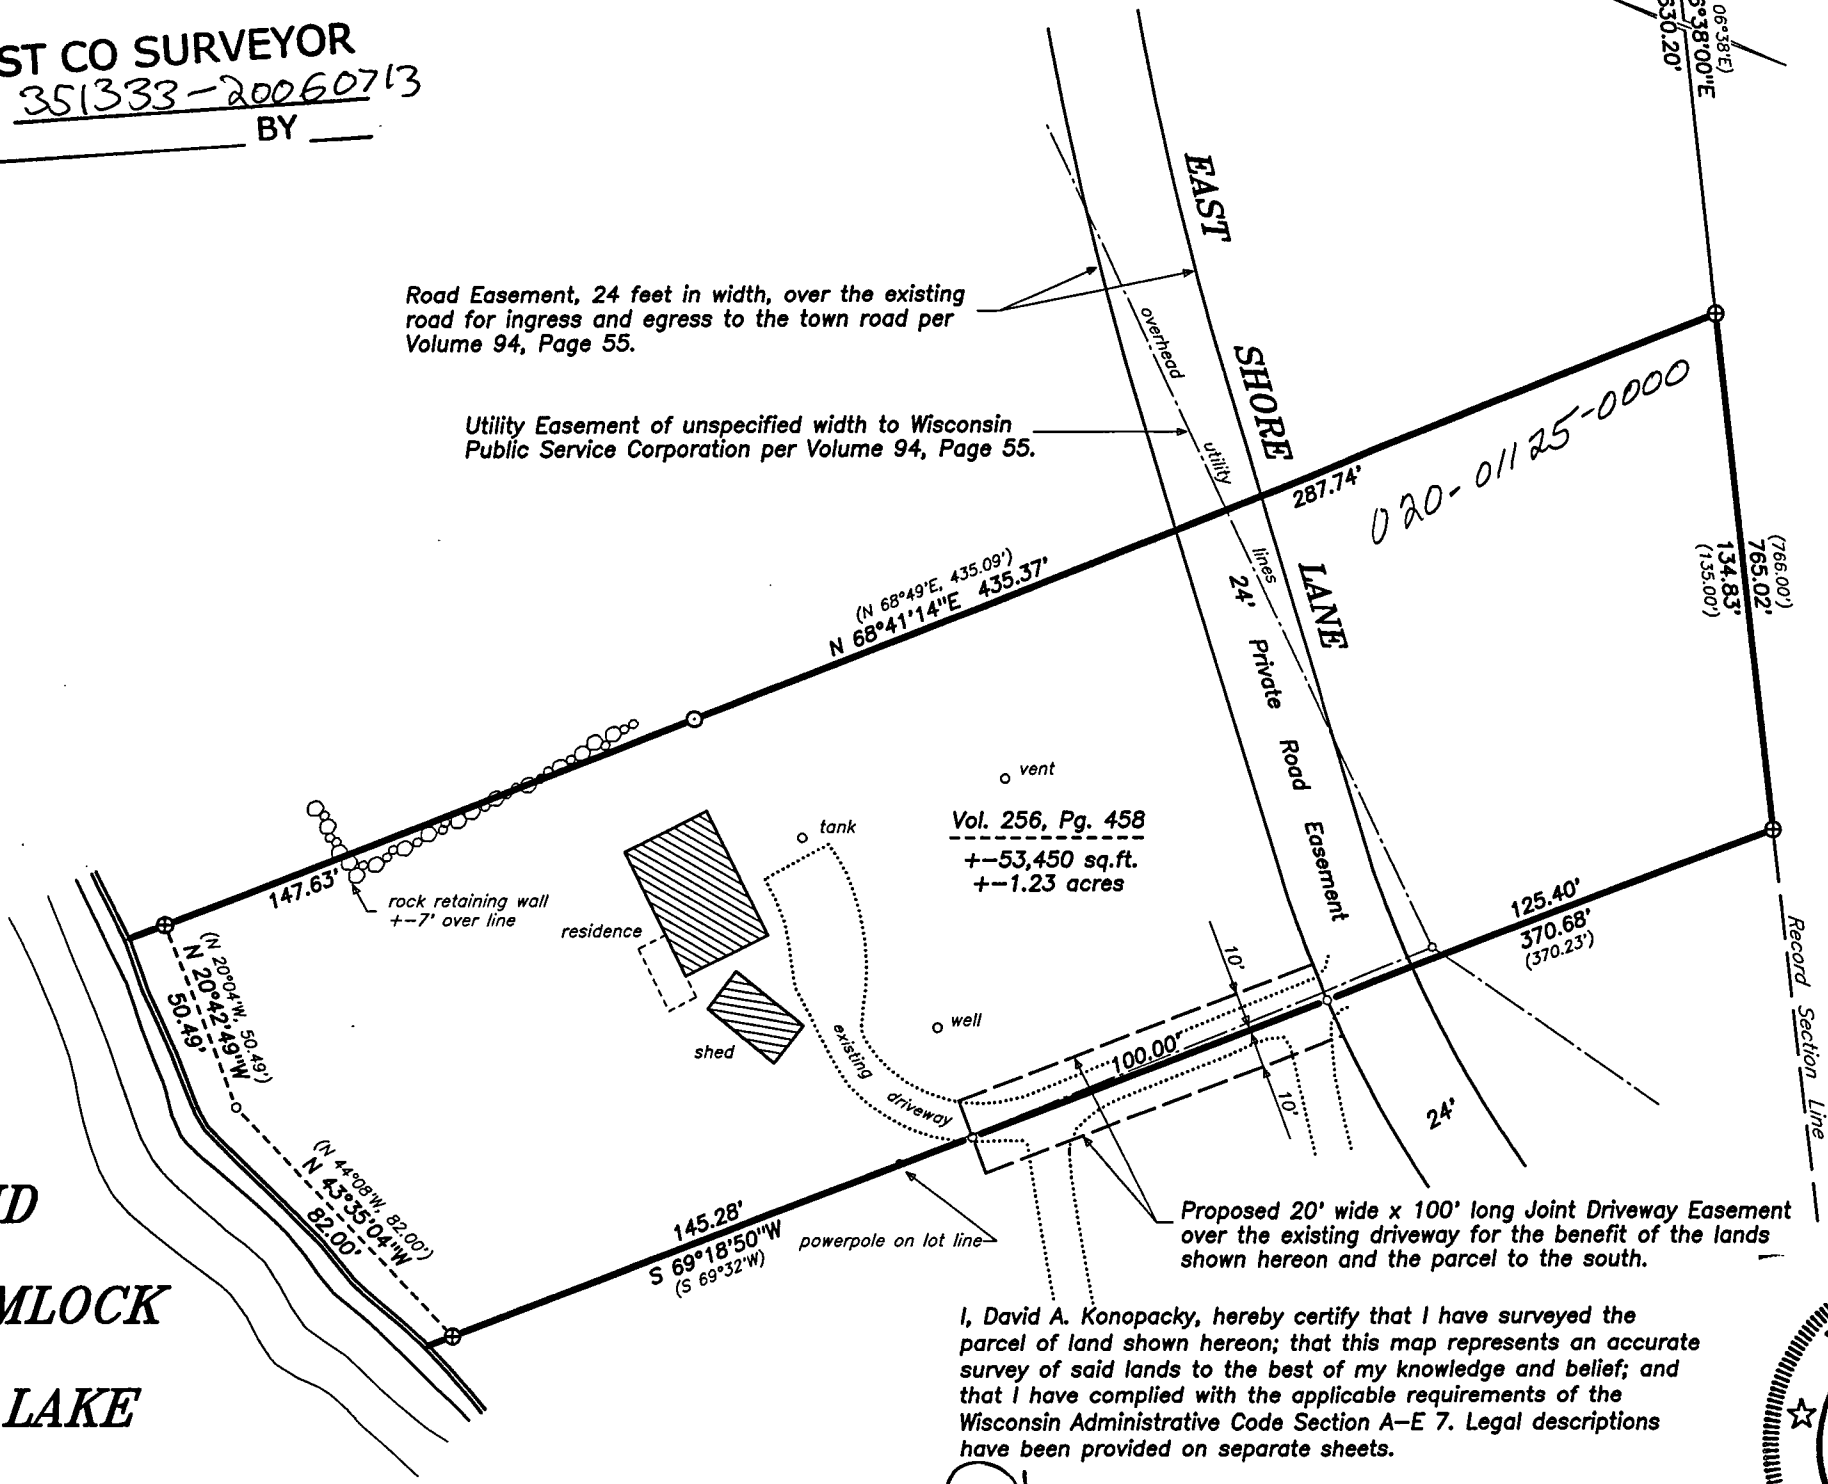 ST CO SURVEYOR
351333-20060713
BY
06°38'E)
6°38'00"E
630.20'
EAST
SHORE
LANE
Road Easement, 24 feet in width, over the existing
road for ingress and egress to the town road per
Volume 94, Page 55.
overhead
utility
lines
Utility Easement of unspecified width to Wisconsin
Public Service Corporation per Volume 94, Page 55.
287.74'
020-01125-0000
(766.00')
765.02'
134.83'
(135.00')
(N 68°49'E, 435.09')
N 68°41'14"E 435.37'
24' Private Road Easement
vent
tank
Vol. 256, Pg. 458
+-53,450 sq.ft.
+-1.23 acres
147.63'
rock retaining wall
+-7' over line
residence
125.40'
370.68'
(370.23')
Record Section Line
(N 20°04'W, 50.49')
N 20°42'49"W
50.49'
10'
well
shed
existing
driveway
100.00'
10'
24'
(N 44°08'W, 82.00')
N 43°35'04"W
82.00'
145.28'
S 69°18'50"W
(S 69°32'W)
powerpole on lot line
Proposed 20' wide x 100' long Joint Driveway Easement
over the existing driveway for the benefit of the lands
shown hereon and the parcel to the south.
ID
MLOCK
LAKE
I, David A. Konopacky, hereby certify that I have surveyed the
parcel of land shown hereon; that this map represents an accurate
survey of said lands to the best of my knowledge and belief; and
that I have complied with the applicable requirements of the
Wisconsin Administrative Code Section A-E 7. Legal descriptions
have been provided on separate sheets.